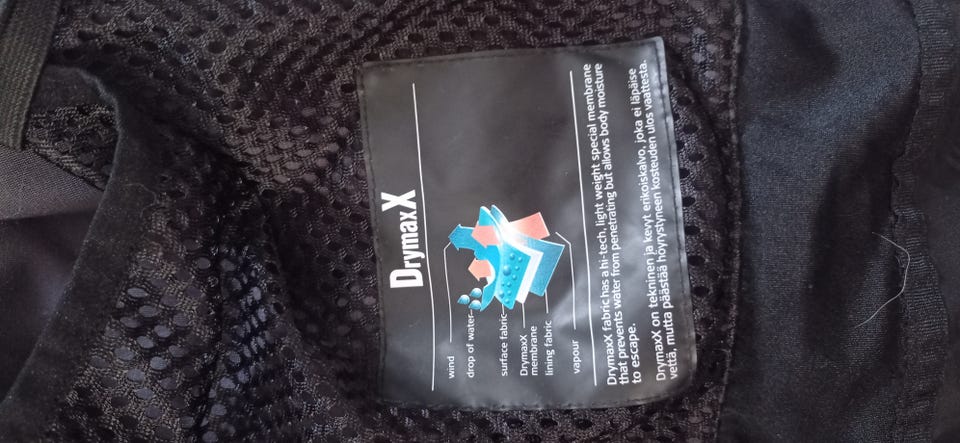 DrymaxX
wind
drop of water
surface fabric
DrymaxX
membrane
lining fabric
vapour
DrymaxX fabric has a hi-tech, light weight special membrane
that prevents water from penetrating but allows body moisture
to escape.
DrymaxX on tekninen ja kevyt erikoiskalvo, joka ei läpäise
vettä, mutta päästää höyrystyneen kosteuden ulos vaatteesta.